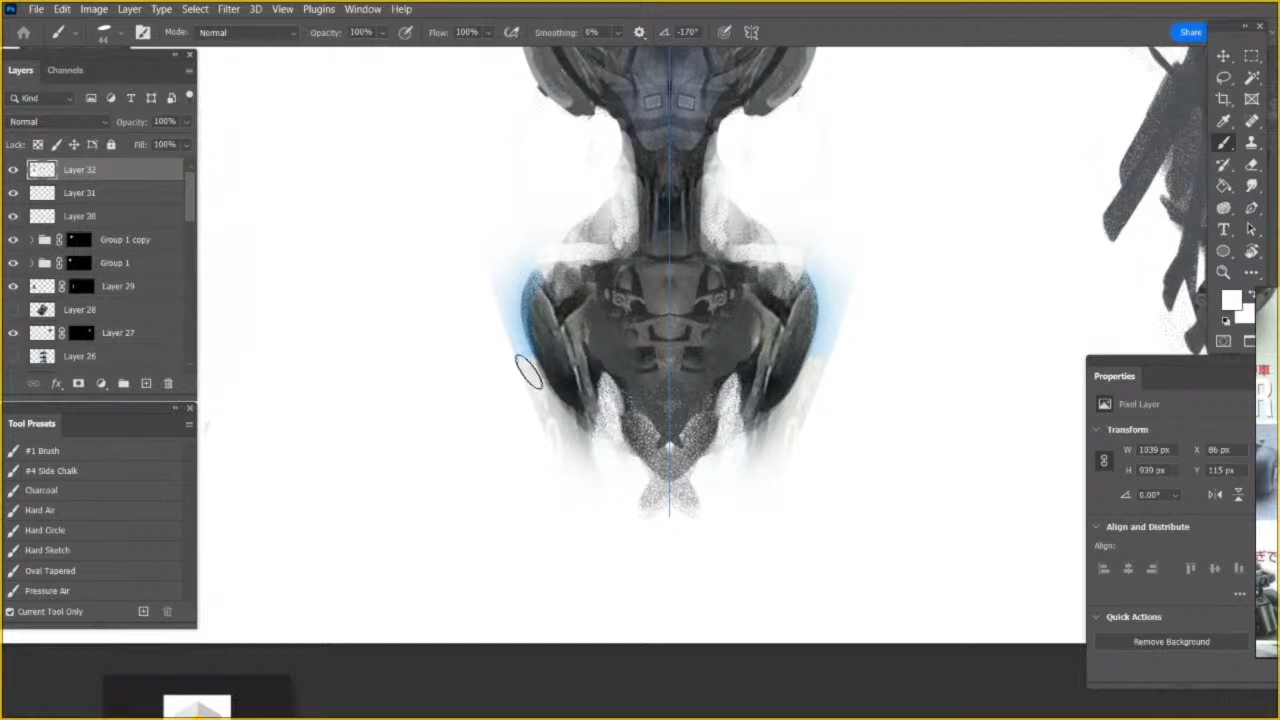 Ps File Edit Image Layer Type Select Filter 3D View Plugins Window Help
44 Mode: Normal Opacity: 100% Flow: 100% Smoothing: 0% -170° Share
Layers Channels
Kind
Normal Opacity: 100%
Lock: Fill: 100%
Layer 32
Layer 31
Layer 30
Group 1 copy
Group 1
Layer 29
Layer 28
Layer 27
Layer 26
fx
Tool Presets
#1 Brush
#4 Side Chalk
Charcoal
Hard Air
Hard Circle
Hard Sketch
Oval Tapered
Pressure Air
Current Tool Only
Properties
Pixel Layer
Transform
W 1039 px X 86 px
H 939 px Y 115 px
0.00°
Align and Distribute
Align:
Quick Actions
Remove Background
車
R